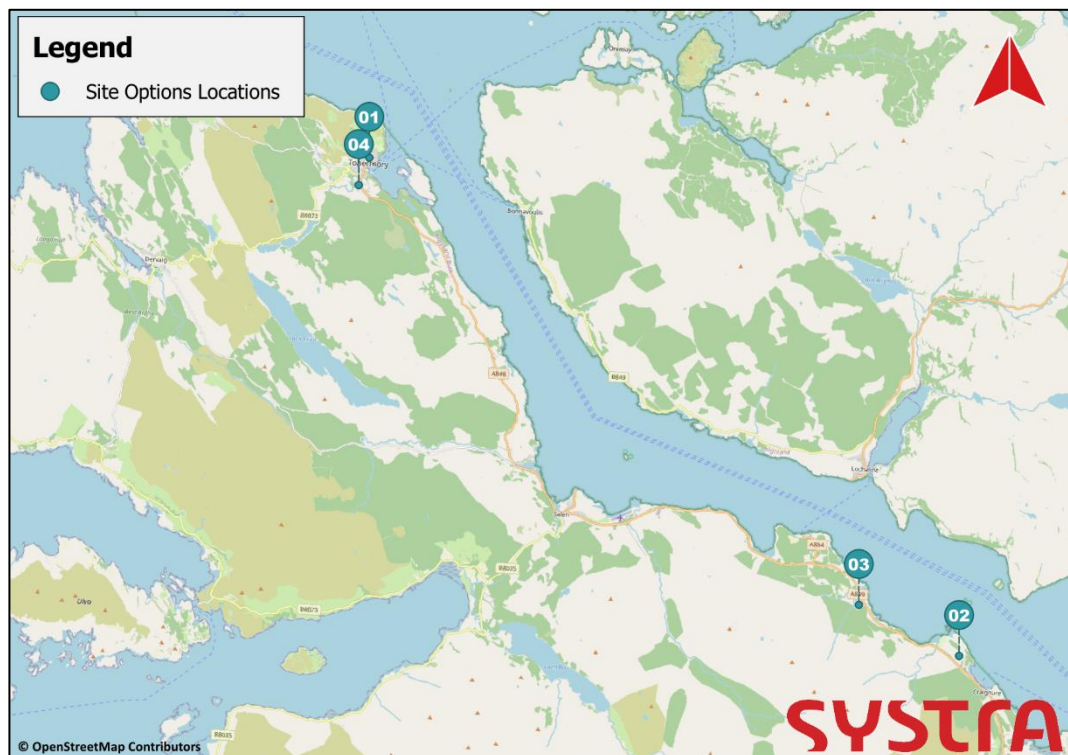 Legend
Site Options Locations
01
04
Tobermory
B8073
Bonnavoulin
Dervaig
A848
B849
Lochaline
Salen
A884
03
A849
B8035
B8073
Ulva
02
Craignure
B8035
SYSTRA
© OpenStreetMap Contributors